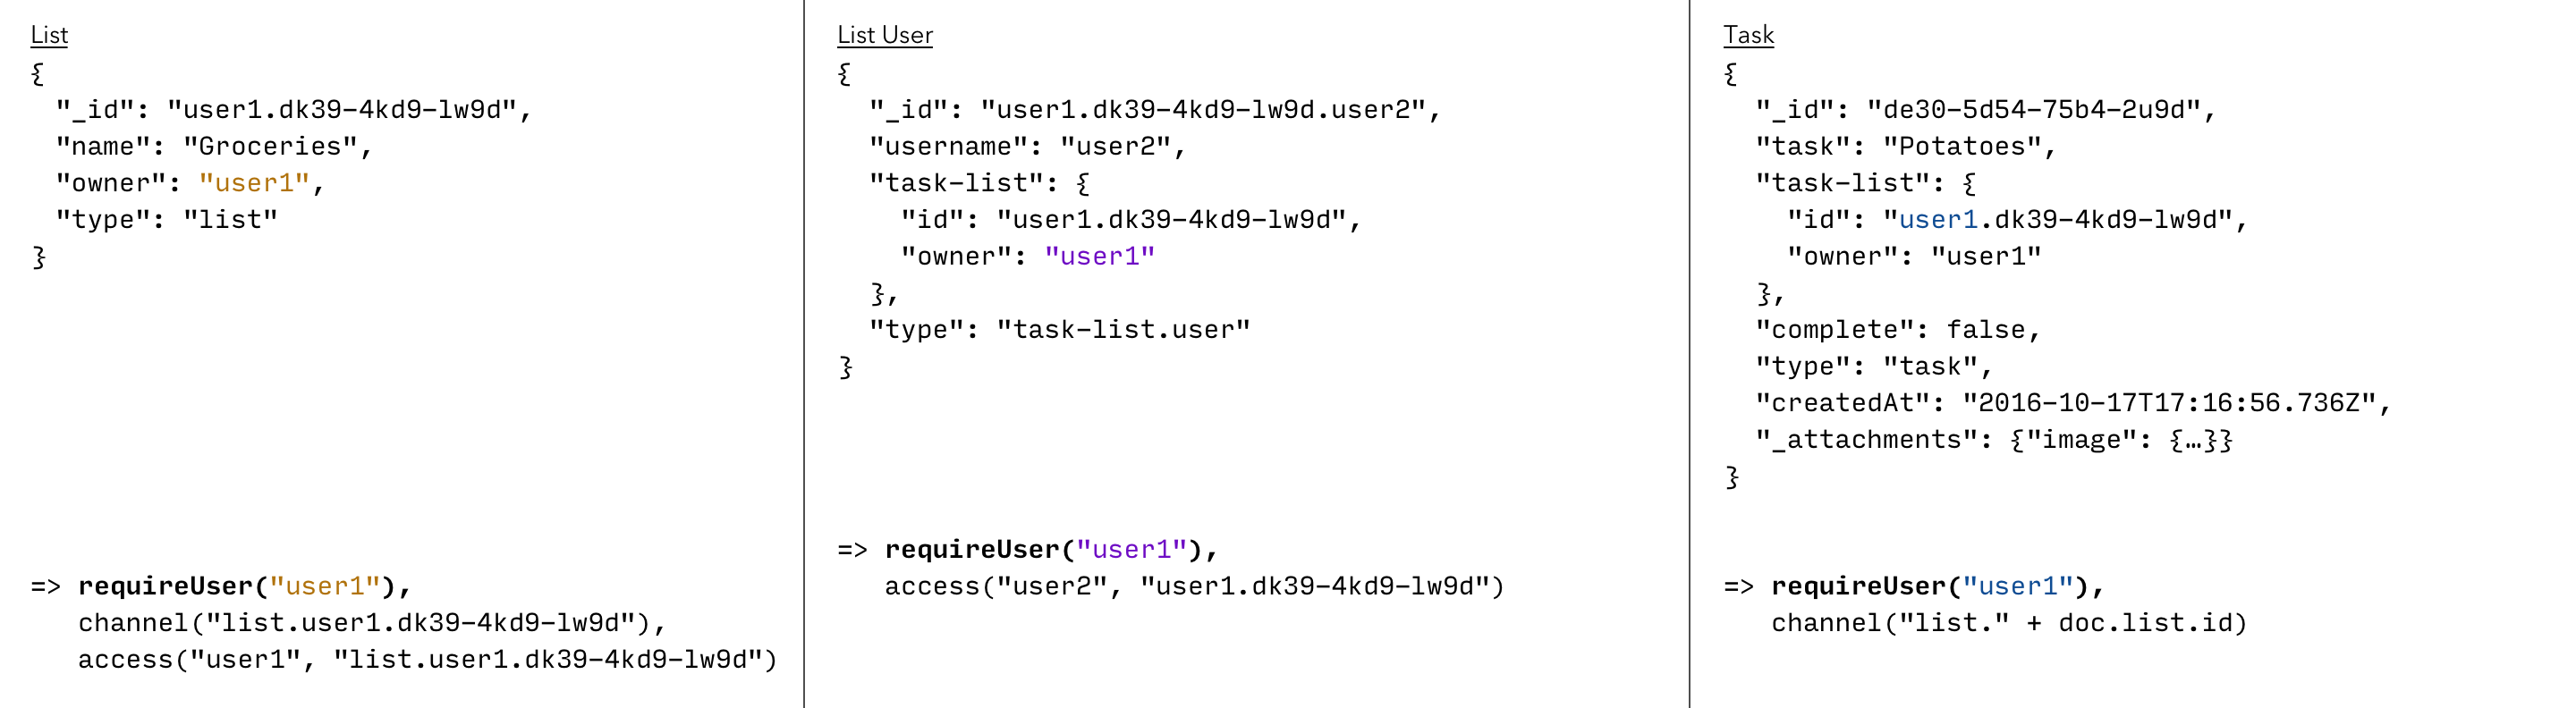 List
{
  "_id": "user1.dk39-4kd9-lw9d",
  "name": "Groceries",
  "owner": "user1",
  "type": "list"
}
=> requireUser("user1"),
   channel("list.user1.dk39-4kd9-lw9d"),
   access("user1", "list.user1.dk39-4kd9-lw9d")
List User
{
  "_id": "user1.dk39-4kd9-lw9d.user2",
  "username": "user2",
  "task-list": {
    "id": "user1.dk39-4kd9-lw9d",
    "owner": "user1"
  },
  "type": "task-list.user"
}
=> requireUser("user1"),
   access("user2", "user1.dk39-4kd9-lw9d")
Task
{
  "_id": "de30-5d54-75b4-2u9d",
  "task": "Potatoes",
  "task-list": {
    "id": "user1.dk39-4kd9-lw9d",
    "owner": "user1"
  },
  "complete": false,
  "type": "task",
  "createdAt": "2016-10-17T17:16:56.736Z",
  "_attachments": {"image": {…}}
}
=> requireUser("user1"),
   channel("list." + doc.list.id)